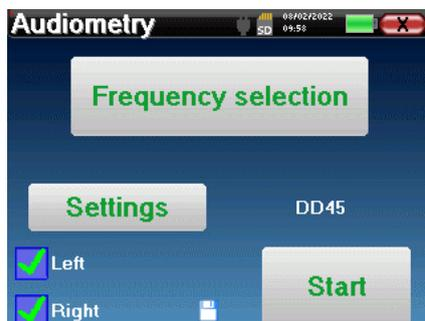 Audiometry
SD
08/02/2022
09:58
X
Frequency selection
Settings
DD45
Left
Start
Right